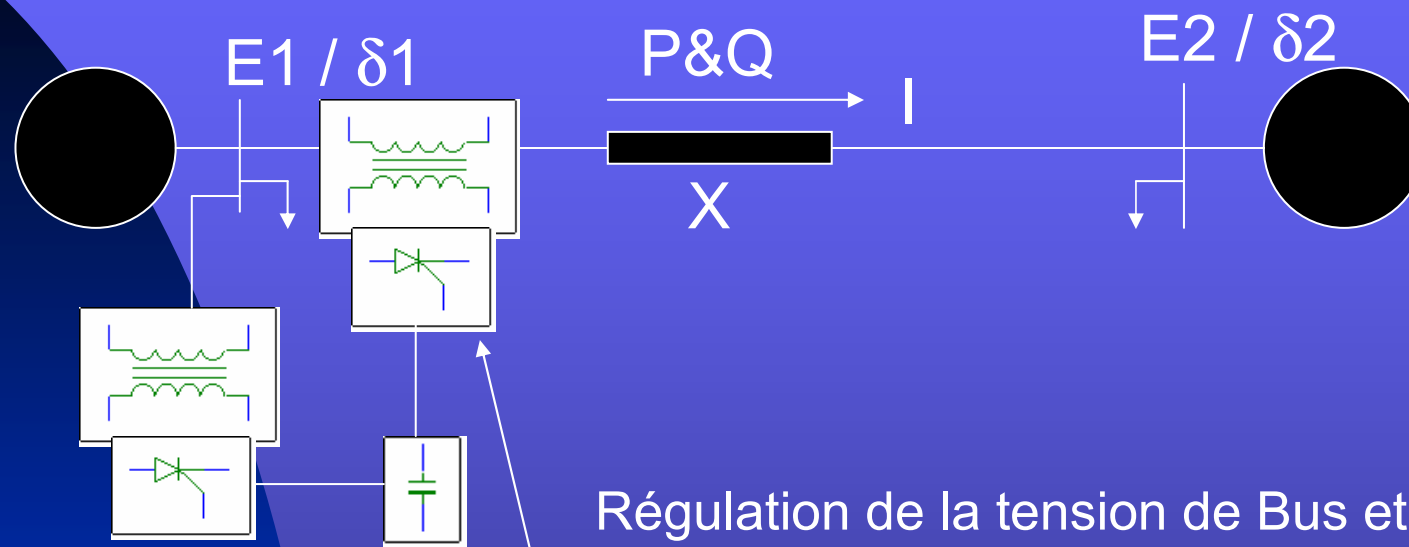 E1 / δ1
P&Q
I
E2 / δ2
X
Régulation de la tension de Bus et